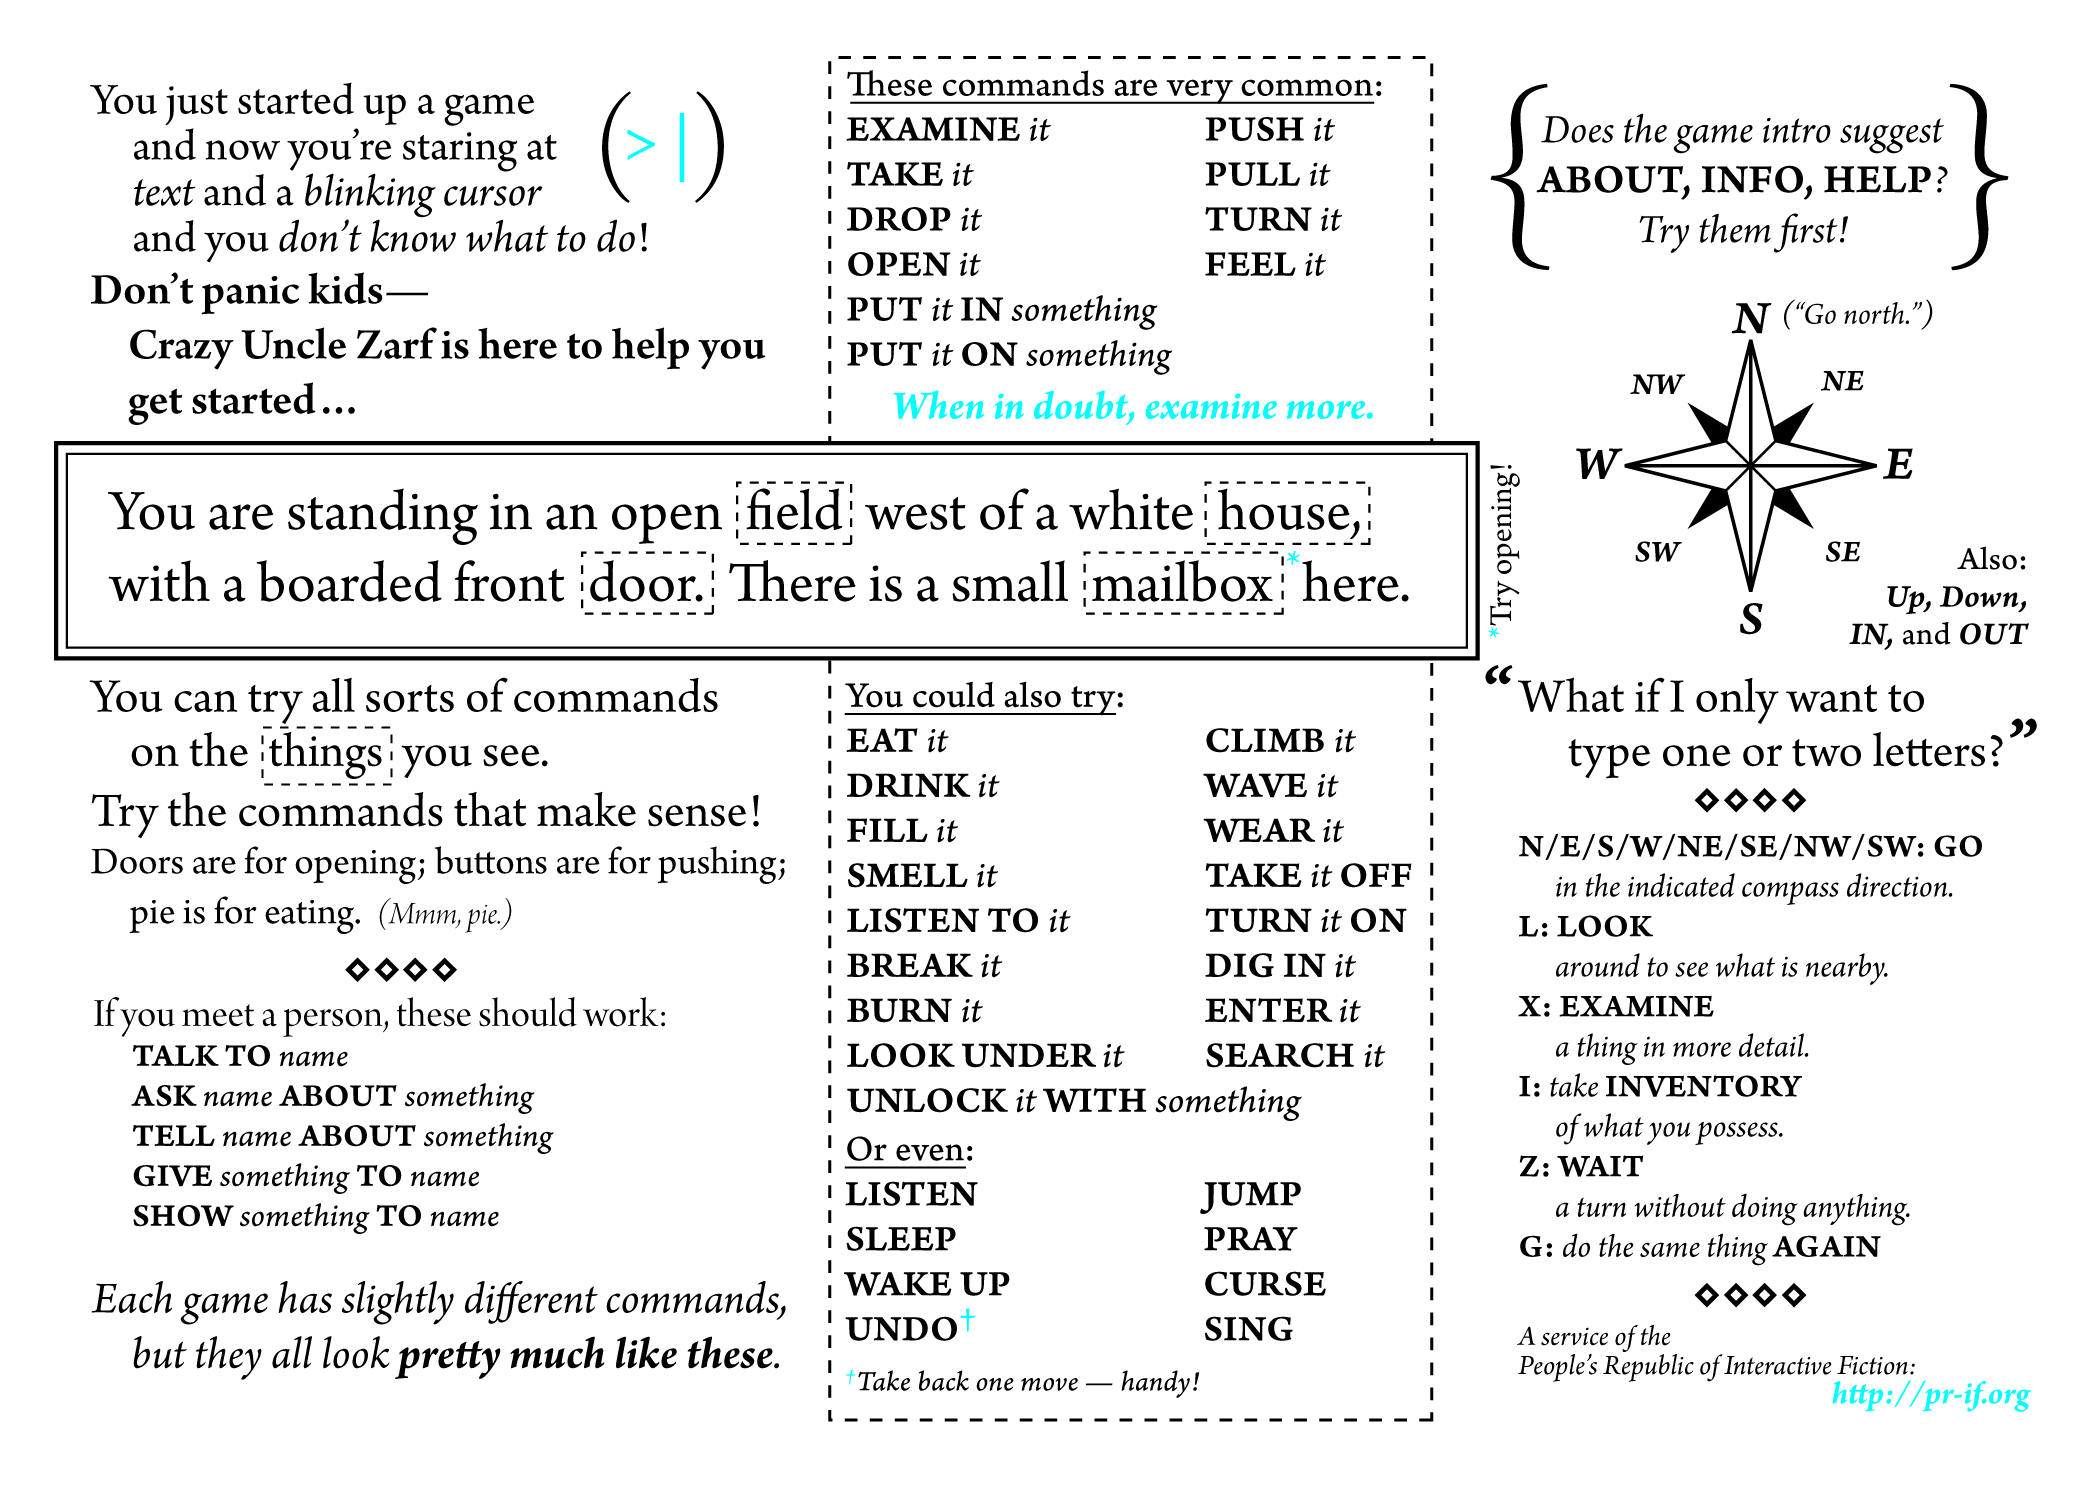 You just started up a game
and now you're staring at
text and a blinking cursor
and you don't know what to do!
(> |)
Don't panic kids—
Crazy Uncle Zarf is here to help you
get started…
These commands are very common:
EXAMINE it PUSH it
TAKE it PULL it
DROP it TURN it
OPEN it FEEL it
PUT it IN something
PUT it ON something
When in doubt, examine more.
Does the game intro suggest
ABOUT, INFO, HELP?
Try them first!
N ("Go north.")
NW NE
W E
SW SE
S
Also:
Up, Down,
IN, and OUT
You are standing in an open field west of a white house,
with a boarded front door. There is a small mailbox* here.
*Try opening!
You can try all sorts of commands
on the things you see.
Try the commands that make sense!
Doors are for opening; buttons are for pushing;
pie is for eating. (Mmm, pie.)
If you meet a person, these should work:
TALK TO name
ASK name ABOUT something
TELL name ABOUT something
GIVE something TO name
SHOW something TO name
Each game has slightly different commands,
but they all look pretty much like these.
You could also try:
EAT it CLIMB it
DRINK it WAVE it
FILL it WEAR it
SMELL it TAKE it OFF
LISTEN TO it TURN it ON
BREAK it DIG IN it
BURN it ENTER it
LOOK UNDER it SEARCH it
UNLOCK it WITH something
Or even:
LISTEN JUMP
SLEEP PRAY
WAKE UP CURSE
UNDO† SING
†Take back one move — handy!
"What if I only want to
type one or two letters?"
N/E/S/W/NE/SE/NW/SW: GO
in the indicated compass direction.
L: LOOK
around to see what is nearby.
X: EXAMINE
a thing in more detail.
I: take INVENTORY
of what you possess.
Z: WAIT
a turn without doing anything.
G: do the same thing AGAIN
A service of the
People's Republic of Interactive Fiction:
http://pr-if.org